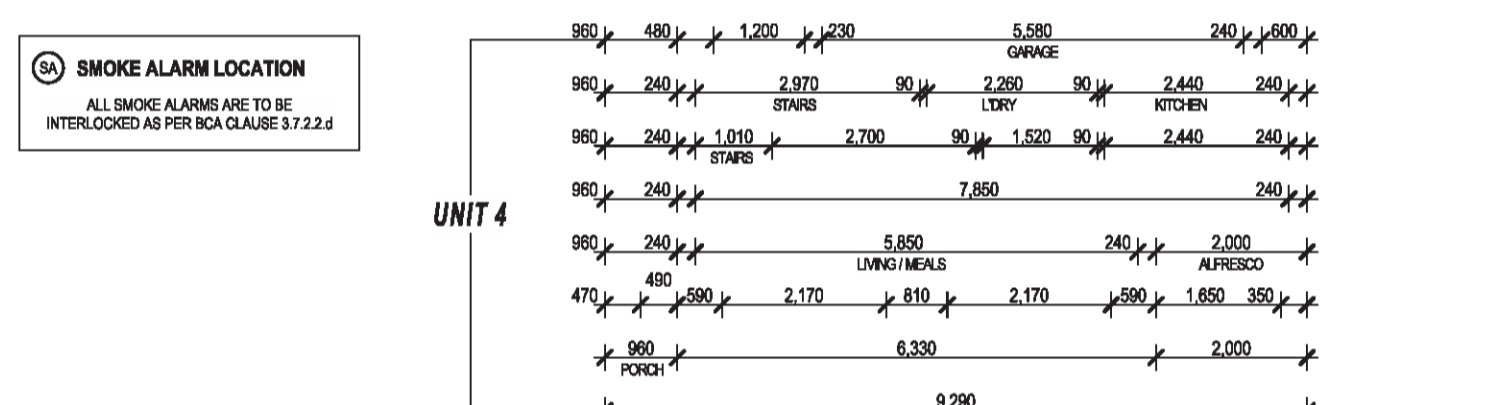 SA SMOKE ALARM LOCATION
ALL SMOKE ALARMS ARE TO BE
INTERLOCKED AS PER BCA CLAUSE 3.7.2.2.d
UNIT 4
960 480 1,200 230 5,580 240 600
GARAGE
960 240 2,970 90 2,260 90 2,440 240
STAIRS L'DRY KITCHEN
960 240 1,010 2,700 90 1,520 90 2,440 240
STAIRS
960 240 7,850 240
960 240 5,850 240 2,000
LIVING / MEALS ALFRESCO
490
470 590 2,170 810 2,170 590 1,650 350
960 6,330 2,000
PORCH
9,290